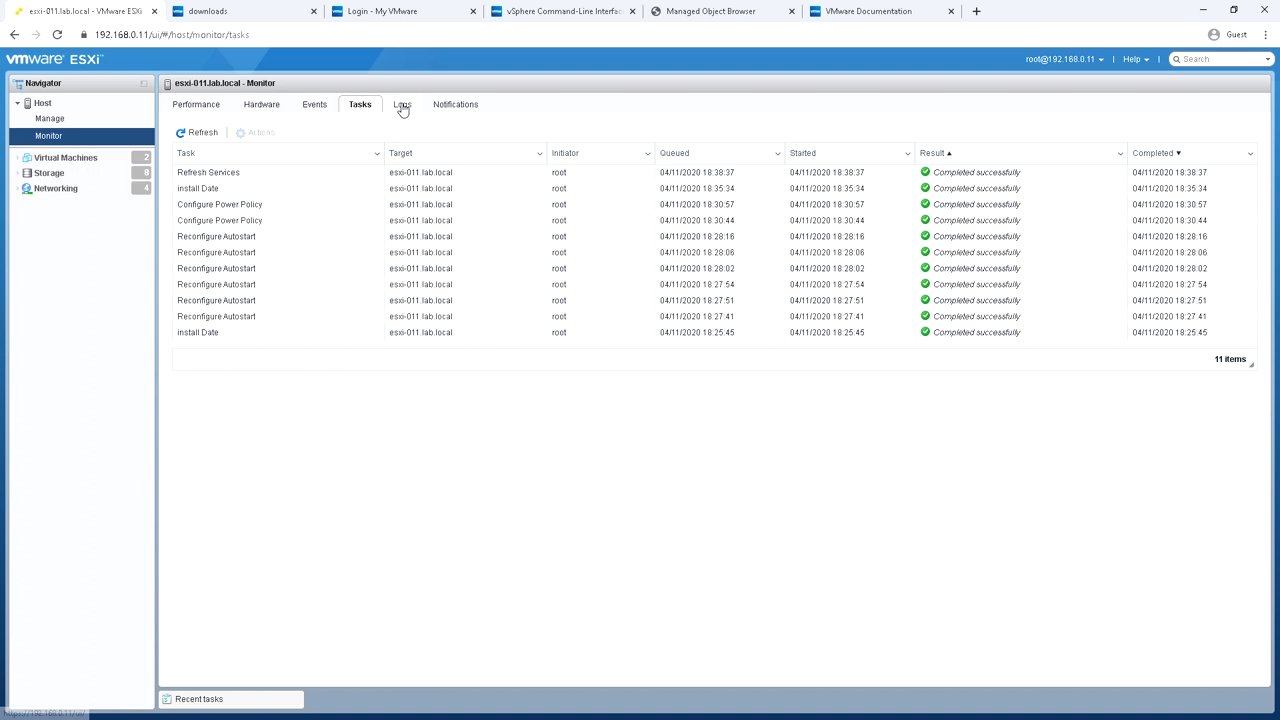 esxi-011.lab.local - VMware ESXi
downloads
Login - My VMware
vSphere Command-Line Interfac
Managed Object Browser
VMware Documentation
192.168.0.11/ui/#/host/monitor/tasks
Guest
vmware ESXi
root@192.168.0.11
Help
Search
Navigator
esxi-011.lab.local - Monitor
Host
Manage
Monitor
Virtual Machines 2
Storage 8
Networking 4
Performance Hardware Events Tasks Logs Notifications
Refresh Actions
Task Target Initiator Queued Started Result Completed
Refresh Services esxi-011.lab.local root 04/11/2020 18:38:37 04/11/2020 18:38:37 Completed successfully 04/11/2020 18:38:37
install Date esxi-011.lab.local root 04/11/2020 18:35:34 04/11/2020 18:35:34 Completed successfully 04/11/2020 18:35:34
Configure Power Policy esxi-011.lab.local root 04/11/2020 18:30:57 04/11/2020 18:30:57 Completed successfully 04/11/2020 18:30:57
Configure Power Policy esxi-011.lab.local root 04/11/2020 18:30:44 04/11/2020 18:30:44 Completed successfully 04/11/2020 18:30:44
Reconfigure Autostart esxi-011.lab.local root 04/11/2020 18:28:16 04/11/2020 18:28:16 Completed successfully 04/11/2020 18:28:16
Reconfigure Autostart esxi-011.lab.local root 04/11/2020 18:28:06 04/11/2020 18:28:06 Completed successfully 04/11/2020 18:28:06
Reconfigure Autostart esxi-011.lab.local root 04/11/2020 18:28:02 04/11/2020 18:28:02 Completed successfully 04/11/2020 18:28:02
Reconfigure Autostart esxi-011.lab.local root 04/11/2020 18:27:54 04/11/2020 18:27:54 Completed successfully 04/11/2020 18:27:54
Reconfigure Autostart esxi-011.lab.local root 04/11/2020 18:27:51 04/11/2020 18:27:51 Completed successfully 04/11/2020 18:27:51
Reconfigure Autostart esxi-011.lab.local root 04/11/2020 18:27:41 04/11/2020 18:27:41 Completed successfully 04/11/2020 18:27:41
install Date esxi-011.lab.local root 04/11/2020 18:25:45 04/11/2020 18:25:45 Completed successfully 04/11/2020 18:25:45
11 items
Recent tasks
https://192.168.0.11/ui/